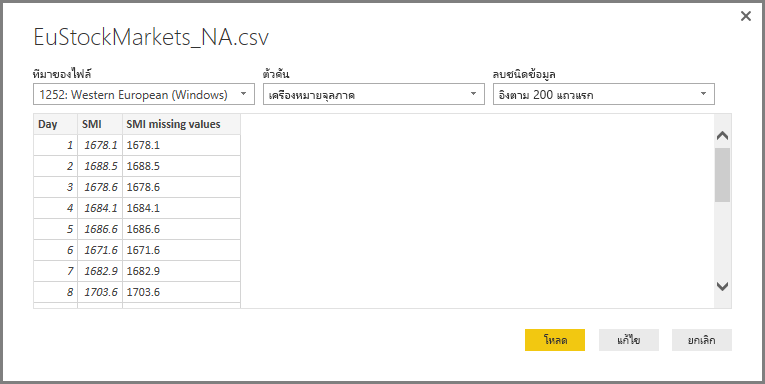 EuStockMarkets_NA.csv
ที่มาของไฟล์ ตัวคั่น ลบชนิดข้อมูล
1252: Western European (Windows) เครื่องหมายจุลภาค อิงตาม 200 แถวแรก
Day SMI SMI missing values
1 1678.1 1678.1
2 1688.5 1688.5
3 1678.6 1678.6
4 1684.1 1684.1
5 1686.6 1686.6
6 1671.6 1671.6
7 1682.9 1682.9
8 1703.6 1703.6
โหลด แก้ไข ยกเลิก